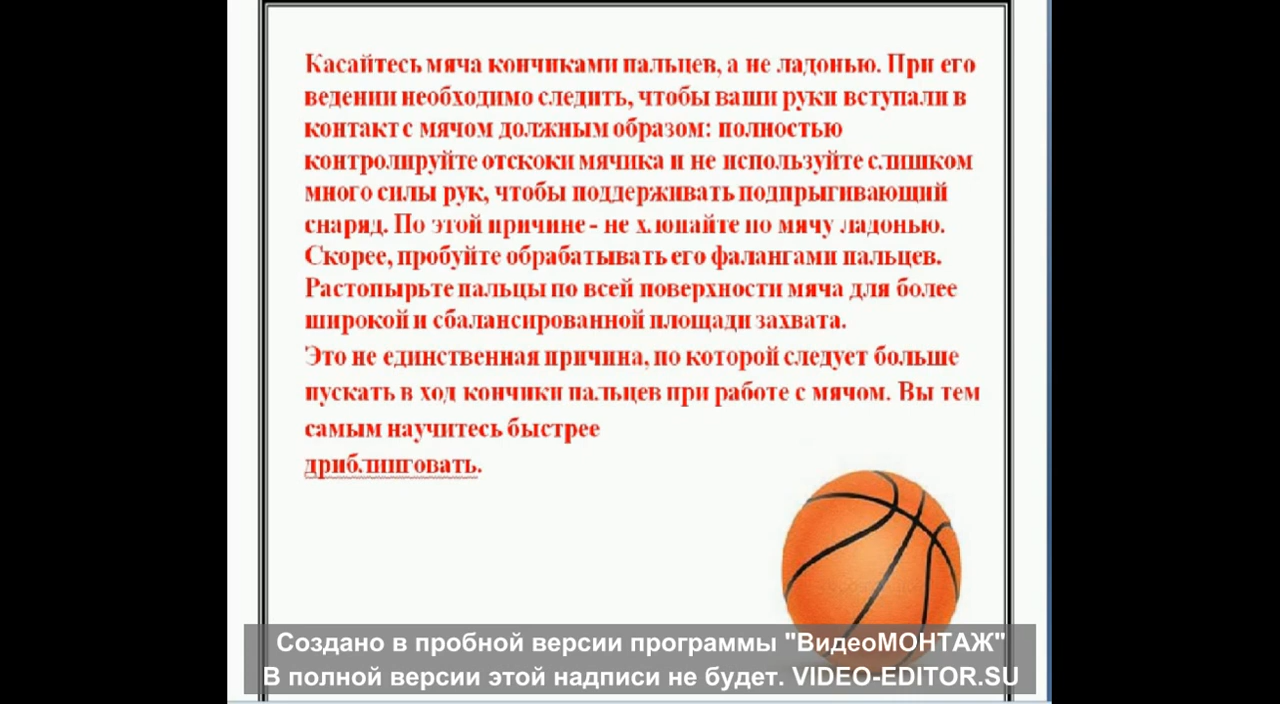 Касайтесь мяча кончиками пальцев, а не ладонью. При его
ведении необходимо следить, чтобы ваши руки вступали в
контакт с мячом должным образом: полностью
контролируйте отскоки мячика и не используйте слишком
много силы рук, чтобы поддерживать подпрыгивающий
снаряд. По этой причине - не хлопайте по мячу ладонью.
Скорее, пробуйте обрабатывать его фалангами пальцев.
Растопырьте пальцы по всей поверхности мяча для более
широкой и сбалансированной площади захвата.
Это не единственная причина, по которой следует больше
пускать в ход кончики пальцев при работе с мячом. Вы тем
самым научитесь быстрее
дриблинговать.
Создано в пробной версии программы "ВидеоМОНТАЖ"
В полной версии этой надписи не будет. VIDEO-EDITOR.SU